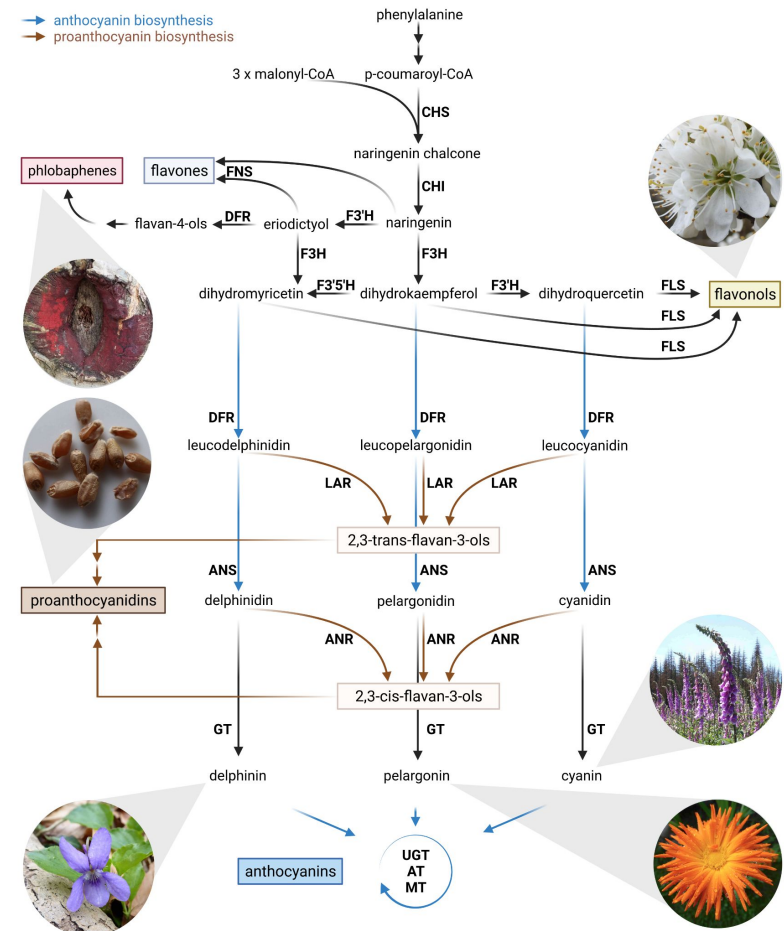 phenylalanine
anthocyanin biosynthesis
proanthocyanin biosynthesis
3 x malonyl-CoA p-coumaroyl-CoA
CHS
naringenin chalcone
phlobaphenes flavones FNS CHI
flavan-4-ols DFR eriodictyol F3'H naringenin
F3H F3H
dihydromyricetin F3'5'H dihydrokaempferol F3'H dihydroquercetin FLS flavonols
FLS
FLS
DFR DFR DFR
leucodelphinidin leucopelargonidin leucocyanidin
LAR LAR LAR
2,3-trans-flavan-3-ols
ANS ANS ANS
proanthocyanidins delphinidin pelargonidin cyanidin
ANR ANR ANR
2,3-cis-flavan-3-ols
GT GT GT
delphinin pelargonin cyanin
anthocyanins
UGT
AT
MT